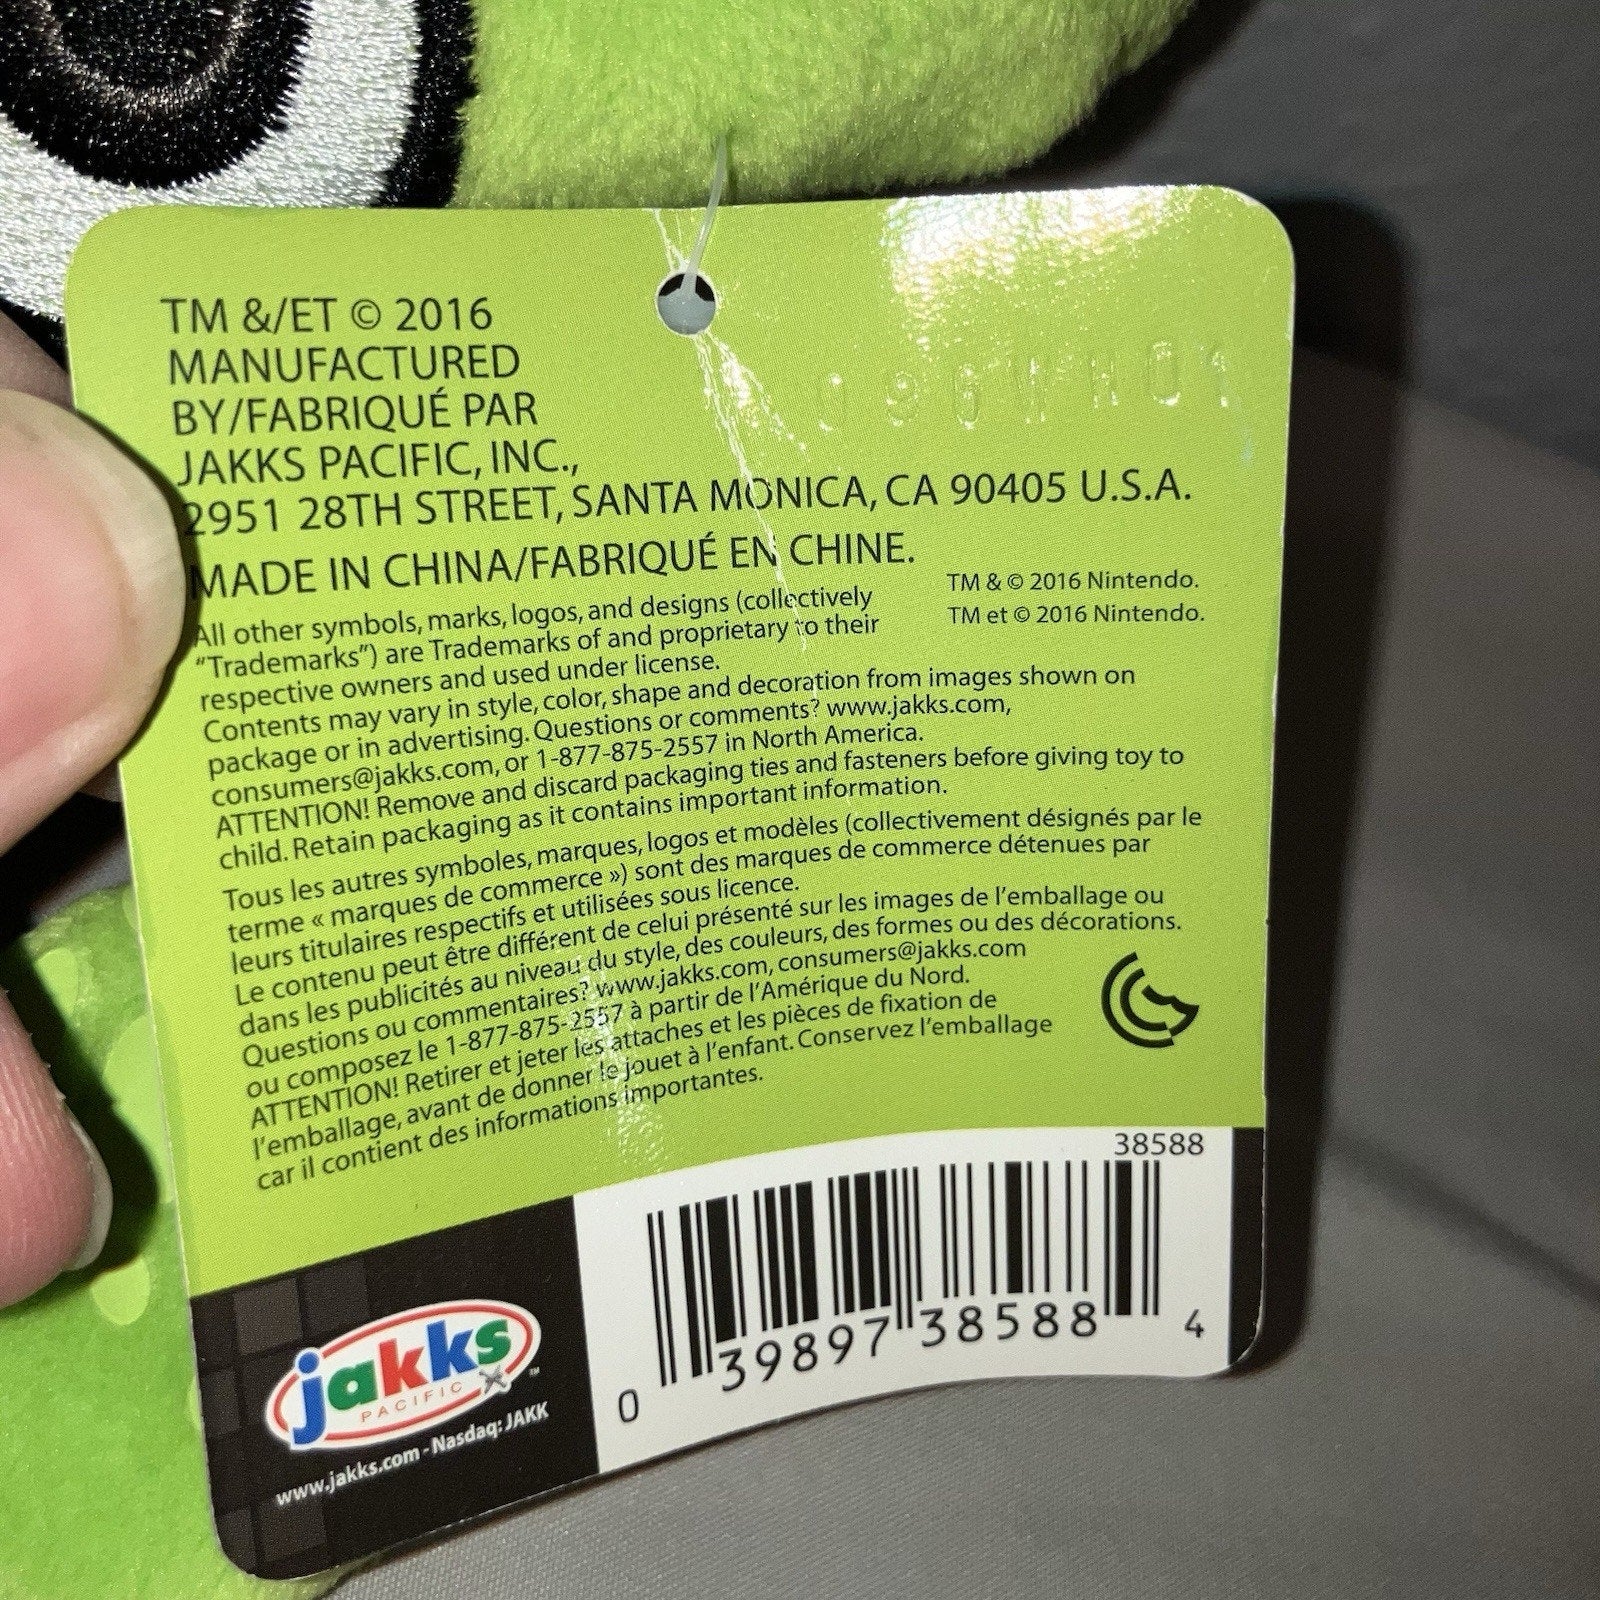 TM &/ET © 2016
MANUFACTURED
BY/FABRIQUÉ PAR
JAKKS PACIFIC, INC.,
2951 28TH STREET, SANTA MONICA, CA 90405 U.S.A.
MADE IN CHINA/FABRIQUÉ EN CHINE.
TM & © 2016 Nintendo.
TM et © 2016 Nintendo.
All other symbols, marks, logos, and designs (collectively
“Trademarks”) are Trademarks of and proprietary to their
respective owners and used under license.
Contents may vary in style, color, shape and decoration from images shown on
package or in advertising. Questions or comments? www.jakks.com,
consumers@jakks.com, or 1-877-875-2557 in North America.
ATTENTION! Remove and discard packaging ties and fasteners before giving toy to
child. Retain packaging as it contains important information.
Tous les autres symboles, marques, logos et modèles (collectivement désignés par le
terme « marques de commerce ») sont des marques de commerce détenues par
leurs titulaires respectifs et utilisées sous licence.
Le contenu peut être différent de celui présenté sur les images de l’emballage ou
dans les publicités au niveau du style, des couleurs, des formes ou des décorations.
Questions ou commentaires? www.jakks.com, consumers@jakks.com
ou composez le 1-877-875-2557 à partir de l’Amérique du Nord.
ATTENTION! Retirer et jeter les attaches et les pièces de fixation de
l’emballage, avant de donner le jouet à l’enfant. Conservez l’emballage
car il contient des informations importantes.
38588
0 39897 38588 4
jakks
PACIFIC
™
www.jakks.com - Nasdaq: JAKK